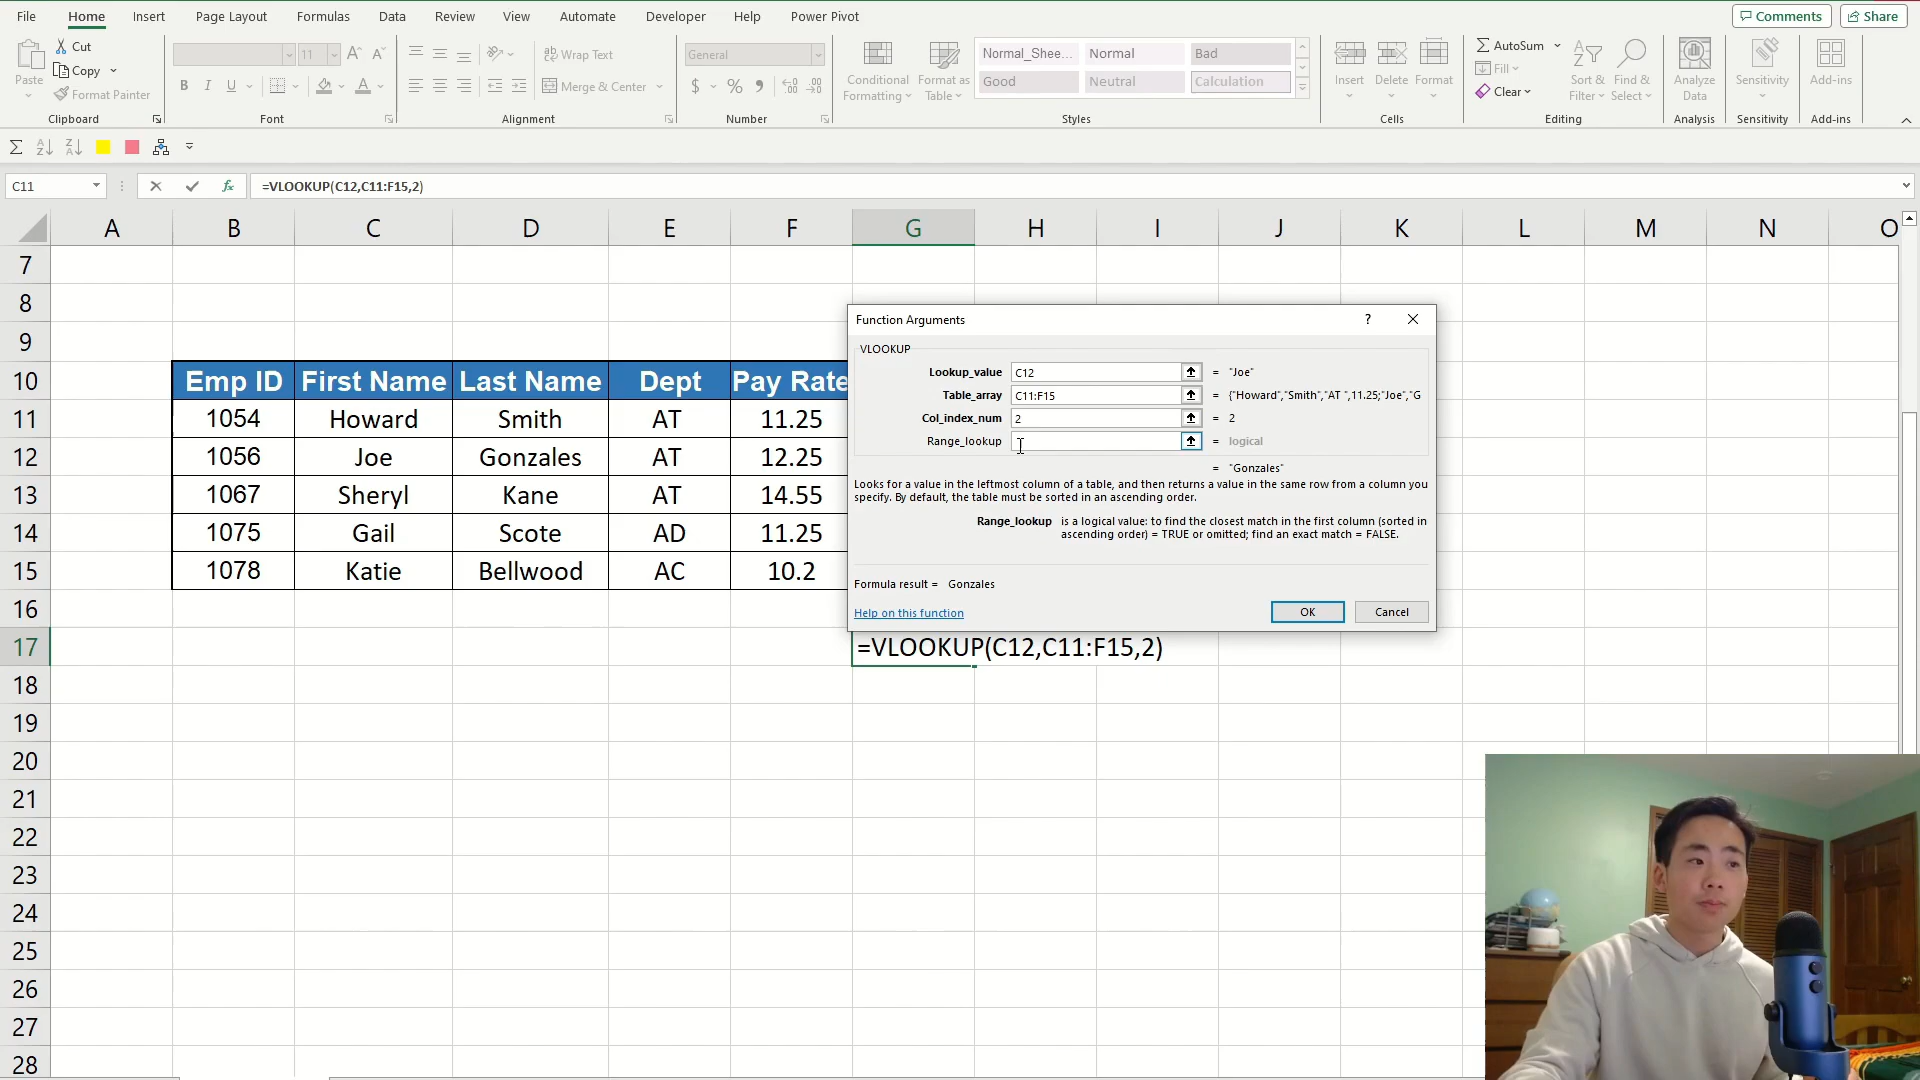 File Home Insert Page Layout Formulas Data Review View Automate Developer Help Power Pivot Comments Share
Paste Cut Copy Format Painter Clipboard
11 B I U A A A Font
ab Wrap Text Merge & Center Alignment
General $ % 9 Number
Conditional Formatting Format as Table Normal_Shee... Normal Bad
Good Neutral Calculation Styles
Insert Delete Format Cells
AutoSum Fill Clear Sort & Filter Find & Select Editing
Analyze Data Analysis
Sensitivity Sensitivity
Add-ins Add-ins
C11 fx =VLOOKUP(C12,C11:F15,2)
A B C D E F G H I J K L M N O
7
8
9
10 Emp ID First Name Last Name Dept Pay Rate
11 1054 Howard Smith AT 11.25
12 1056 Joe Gonzales AT 12.25
13 1067 Sheryl Kane AT 14.55
14 1075 Gail Scote AD 11.25
15 1078 Katie Bellwood AC 10.2
16
17 =VLOOKUP(C12,C11:F15,2)
18
19
20
21
22
23
24
25
26
27
28
Function Arguments ? ×
VLOOKUP
Lookup_value C12 = "Joe"
Table_array C11:F15 = {"Howard","Smith","AT ",11.25;"Joe","G
Col_index_num 2 = 2
Range_lookup = logical
= "Gonzales"
Looks for a value in the leftmost column of a table, and then returns a value in the same row from a column you
specify. By default, the table must be sorted in an ascending order.
Range_lookup is a logical value: to find the closest match in the first column (sorted in
ascending order) = TRUE or omitted; find an exact match = FALSE.
Formula result = Gonzales
Help on this function OK Cancel